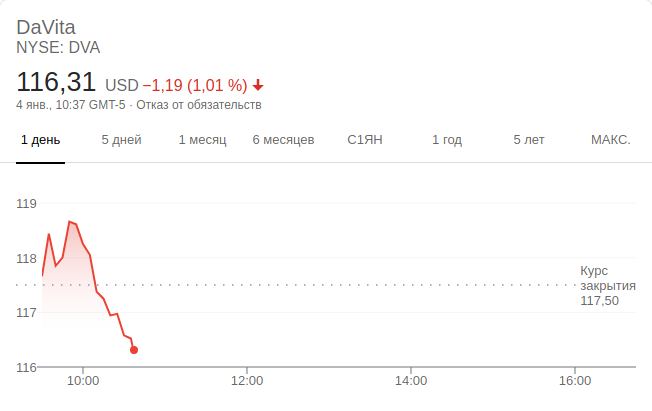 DaVita
NYSE: DVA
116,31 USD −1,19 (1,01 %)
4 янв., 10:37 GMT-5 · Отказ от обязательств
1 день 5 дней 1 месяц 6 месяцев С1ЯН 1 год 5 лет МАКС.
119
118
117
116
Курс
закрытия
117,50
10:00 12:00 14:00 16:00